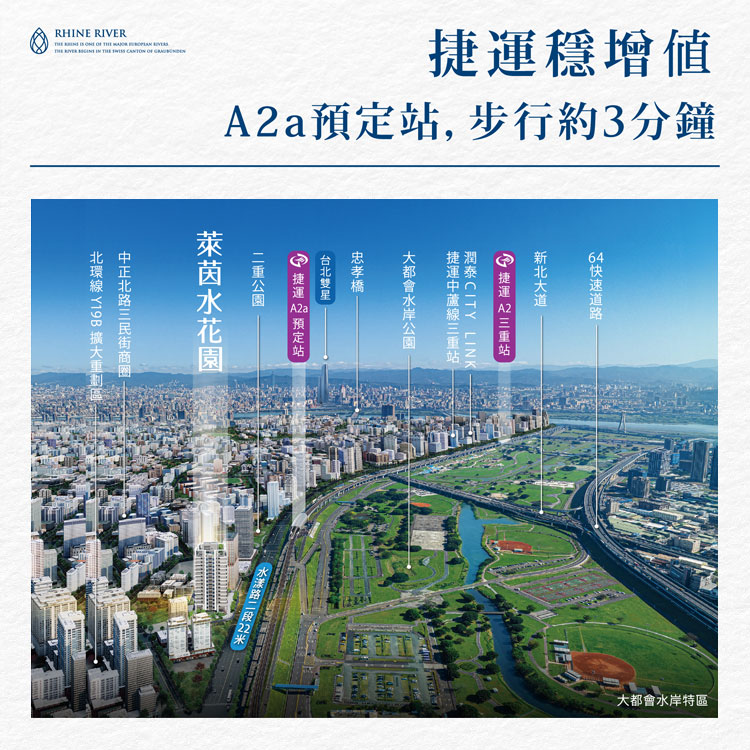 RHINE RIVER
THE RHINE IS ONE OF THE MAJOR EUROPEAN RIVERS.
THE RIVER BEGINS IN THE SWISS CANTON OF GRAUBÜNDEN
捷運穩增值
A2a預定站, 步行約3分鐘
北環線 Y19B 擴大重劃區
中正北路三民街商圈
萊茵水花園
二重公園
捷運 A2a 預定站
台北雙星
忠孝橋
大都會水岸公園
捷運中蘆線三重站
潤泰CITY LINK
捷運 A2 三重站
新北大道
64快速道路
水漾路二段22米
大都會水岸特區